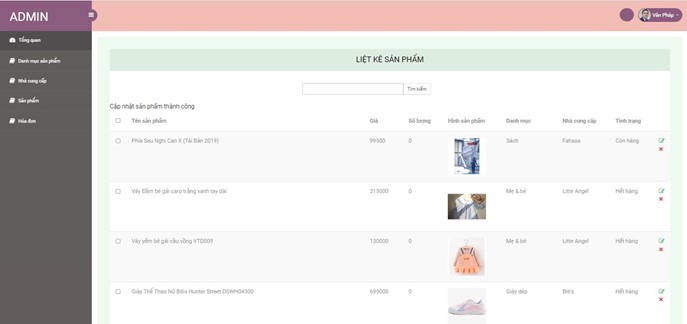 ADMIN
Văn Pháp
Tổng quan
Danh mục sản phẩm
Nhà cung cấp
Sản phẩm
Hóa đơn
LIỆT KÊ SẢN PHẨM
Tìm kiếm
Cập nhật sản phẩm thành công
Tên sản phẩm Giá Số lượng Hình sản phẩm Danh mục Nhà cung cấp Tình trạng
Phía Sau Nghi Can X (Tái Bản 2019) 99500 0 Sách Fahasa Còn hàng
Váy Đầm bé gái caro trắng xanh tay dài 315000 0 Mẹ & bé Litte Angel Hết hàng
Váy yếm bé gái cầu vồng VTD009 130000 0 Mẹ & bé Litte Angel Hết hàng
Giày Thể Thao Nữ Bitis Hunter Street DSWH04300 695000 0 Giày dép Biti's Hết hàng